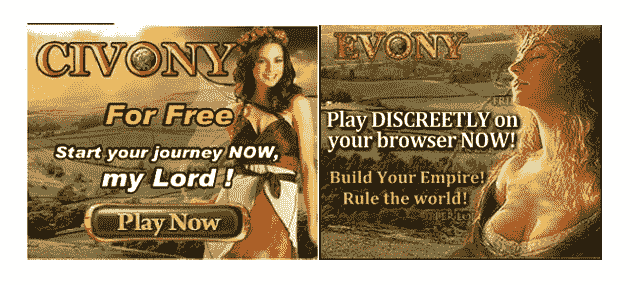 CIVONY
For Free
Start your journey NOW,
my Lord !
Play Now
EVONY
Play DISCREETLY on
your browser NOW!
Build Your Empire!
Rule the world!